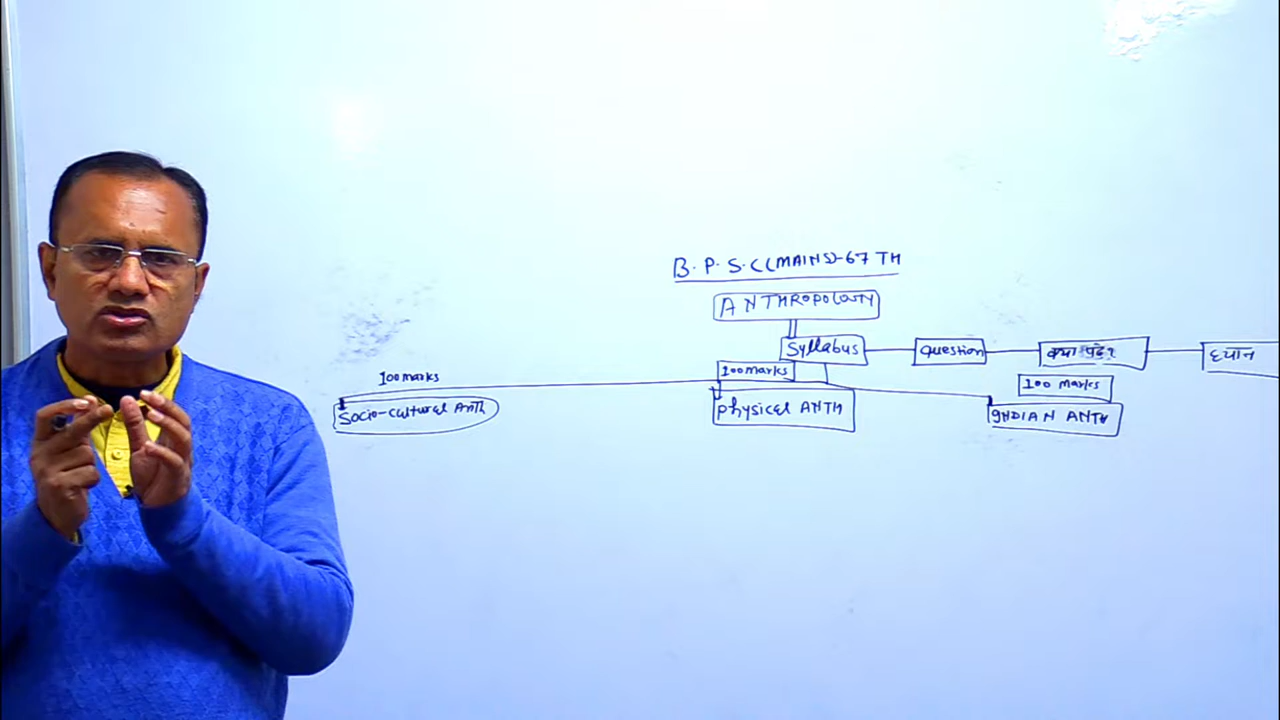 B.P.S.C(MAINS)-67TH
ANTHROPOLOGY
Syllabus
Question
क्या पढे?
ध्यान
100marks
100marks
100 marks
Socio-cultural Anth
Physical ANTH
INDIAN ANTH